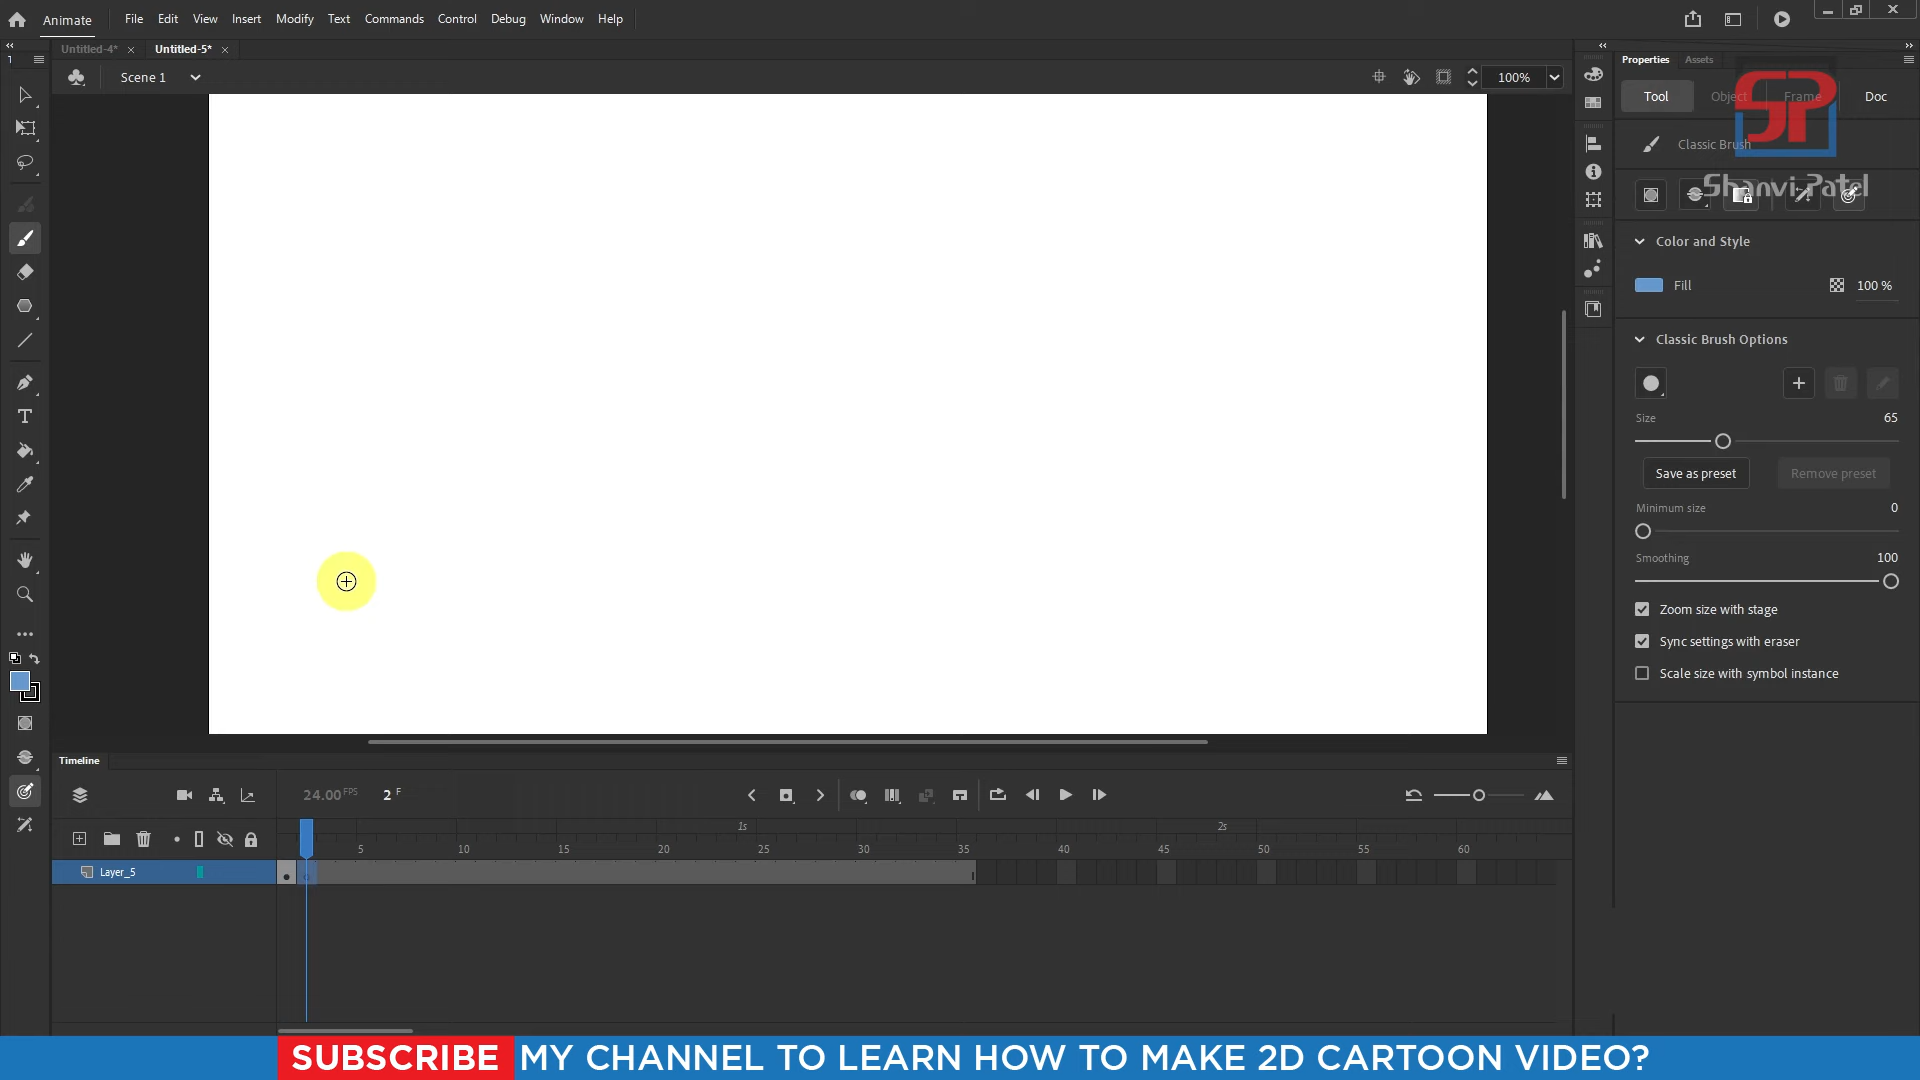 Animate File Edit View Insert Modify Text Commands Control Debug Window Help
Untitled-4* Untitled-5*
Scene 1 100%
Properties Assets
Tool Object Frame Doc
SP
Classic Brush
Shanvi Patel
Color and Style
Fill 100 %
Classic Brush Options
Size 65
Save as preset Remove preset
Minimum size 0
Smoothing 100
Zoom size with stage
Sync settings with eraser
Scale size with symbol instance
Timeline
24.00 FPS 2 F
1s 2s
5 10 15 20 25 30 35 40 45 50 55 60
Layer_5
SUBSCRIBE MY CHANNEL TO LEARN HOW TO MAKE 2D CARTOON VIDEO?